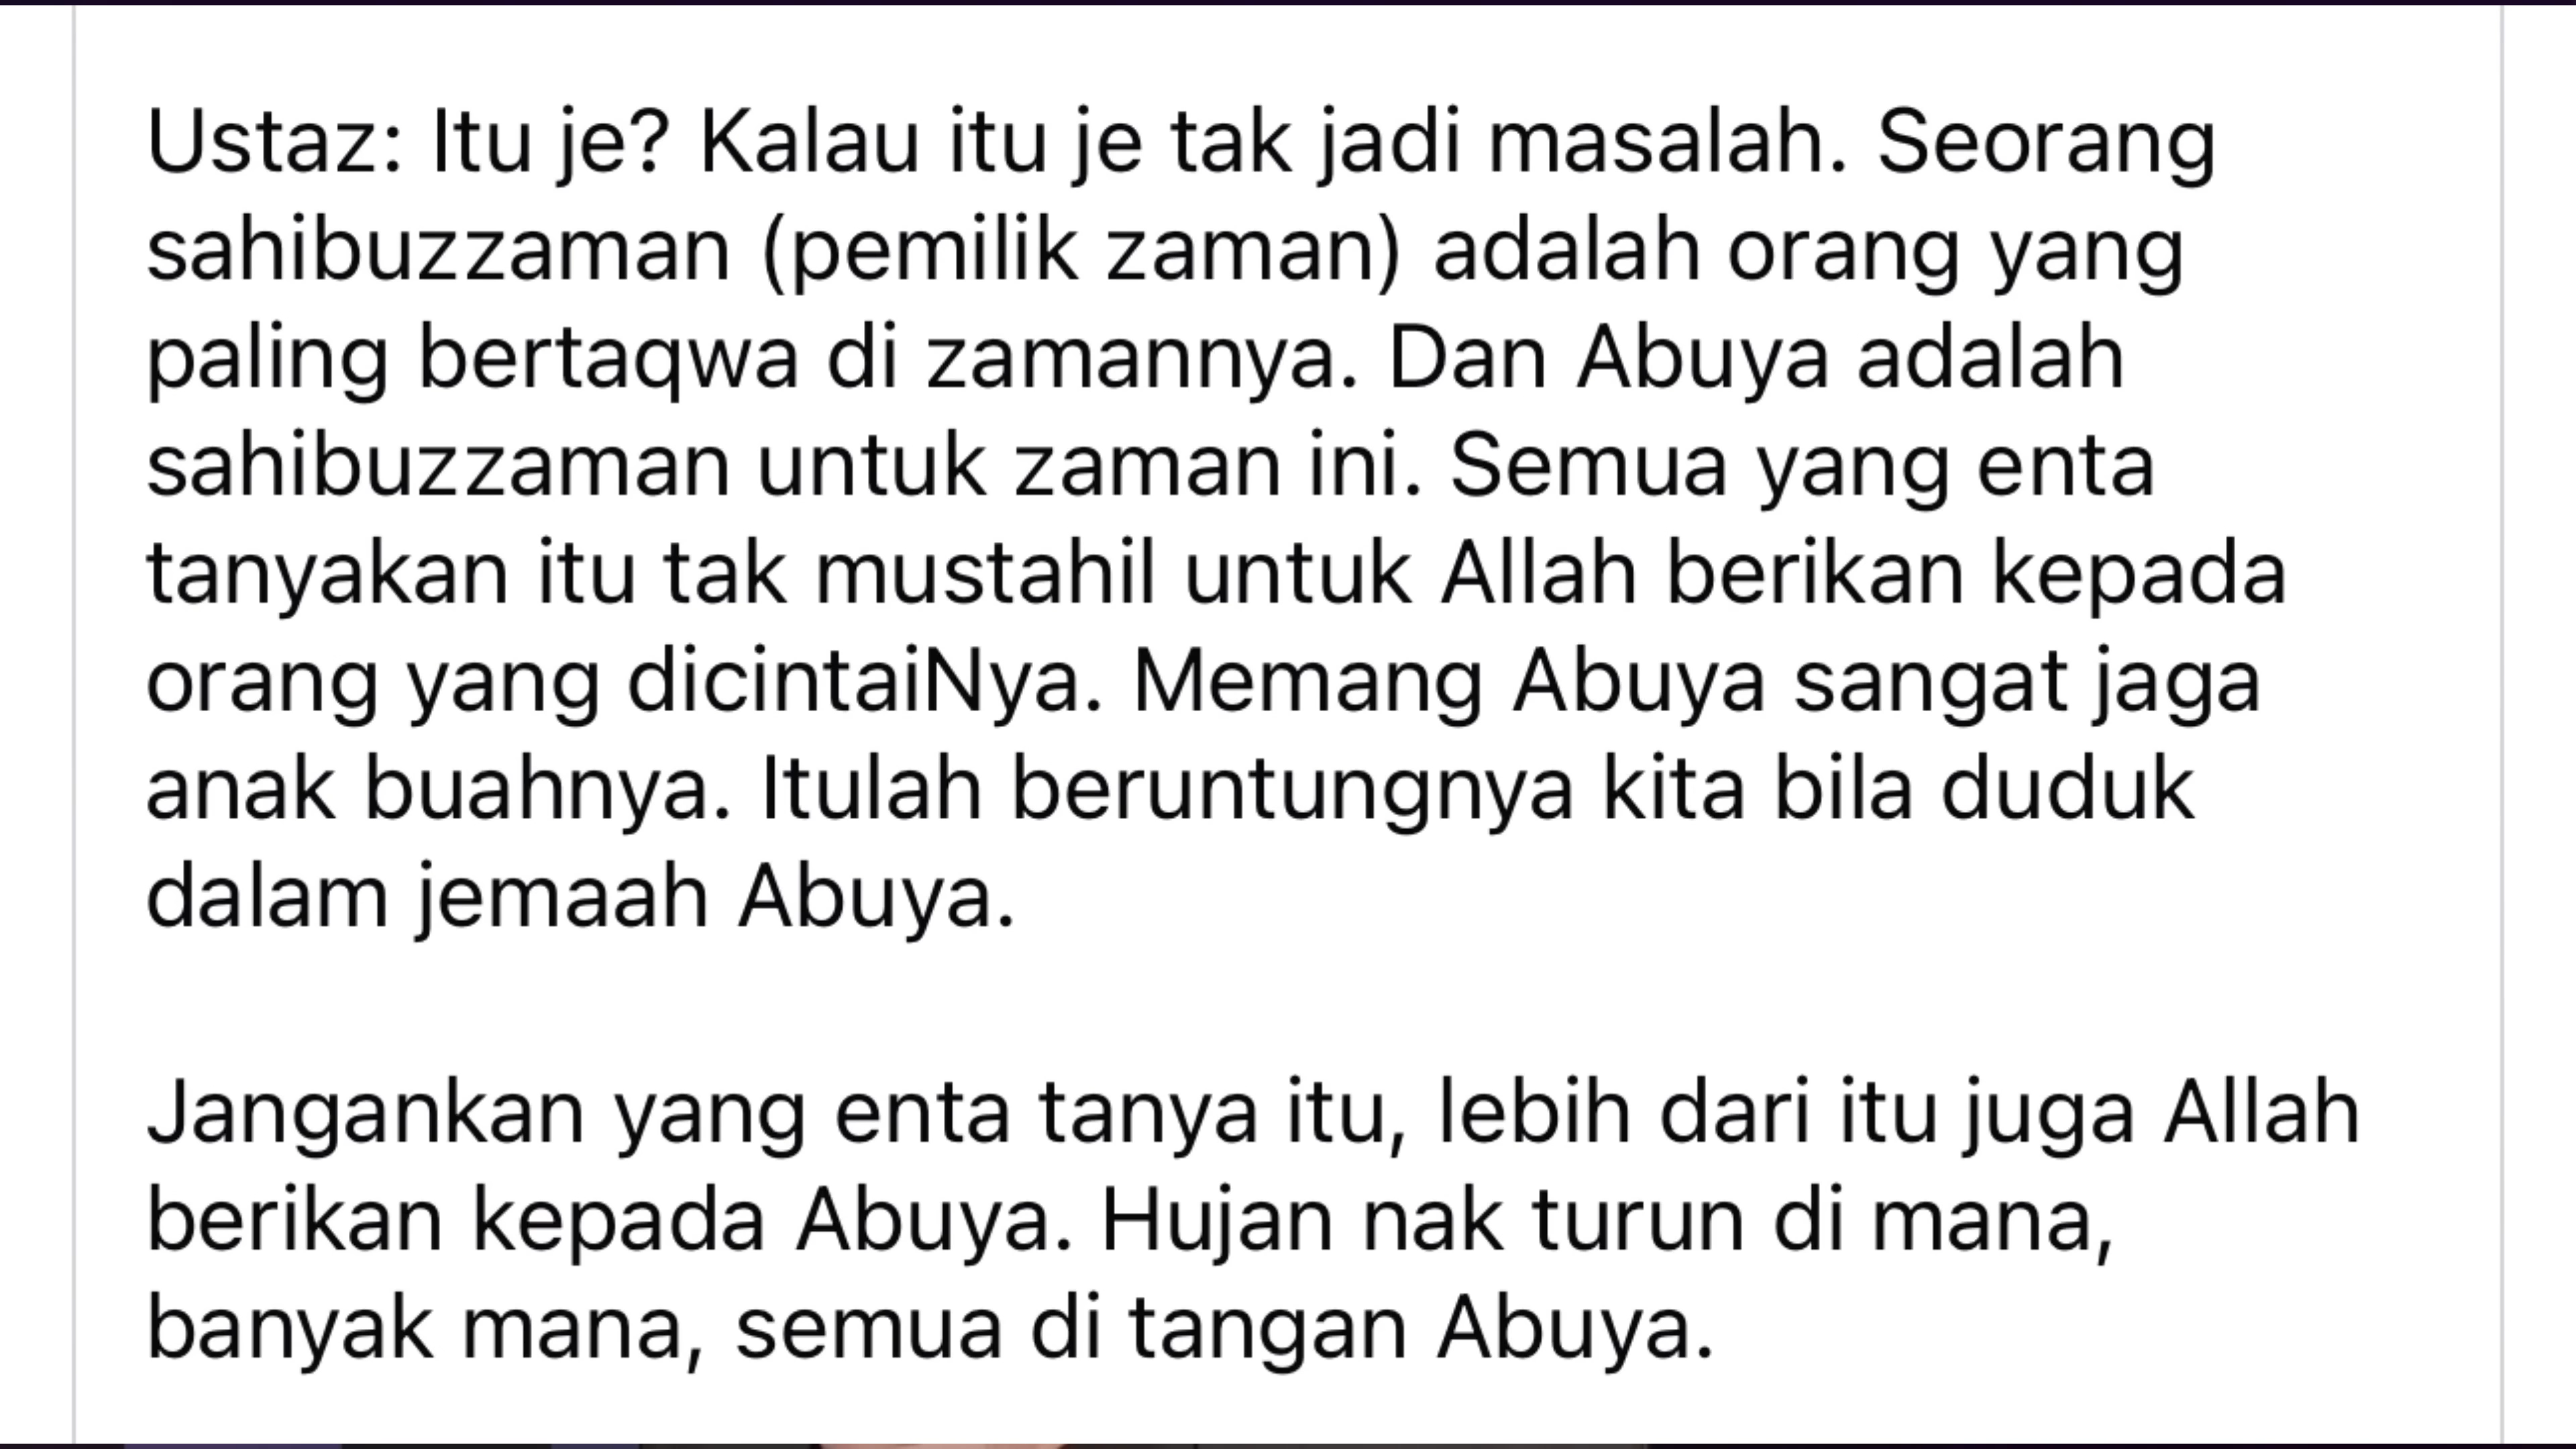 Ustaz: Itu je? Kalau itu je tak jadi masalah. Seorang
sahibuzzaman (pemilik zaman) adalah orang yang
paling bertaqwa di zamannya. Dan Abuya adalah
sahibuzzaman untuk zaman ini. Semua yang enta
tanyakan itu tak mustahil untuk Allah berikan kepada
orang yang dicintaiNya. Memang Abuya sangat jaga
anak buahnya. Itulah beruntungnya kita bila duduk
dalam jemaah Abuya.
Jangankan yang enta tanya itu, lebih dari itu juga Allah
berikan kepada Abuya. Hujan nak turun di mana,
banyak mana, semua di tangan Abuya.